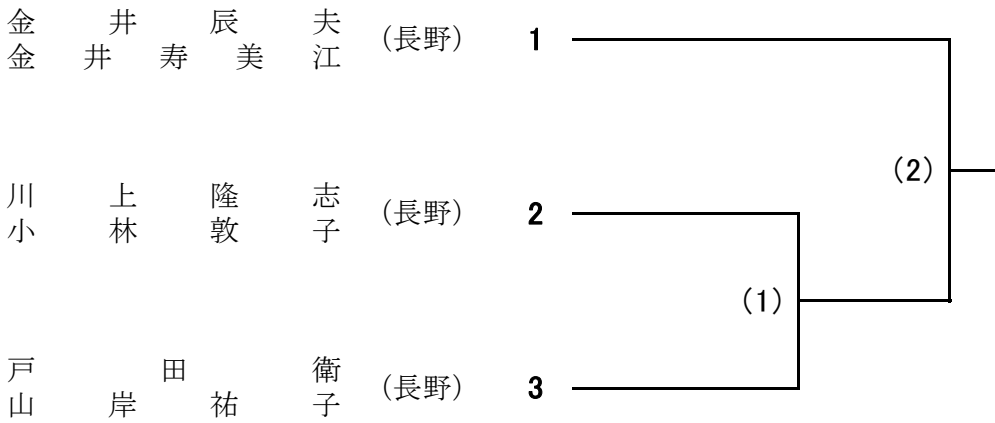 金井辰夫
金井寿美江
(長野) 1
(2)
川上隆志
小林敦子
(長野) 2
(1)
戸田衛
山岸祐子
(長野) 3